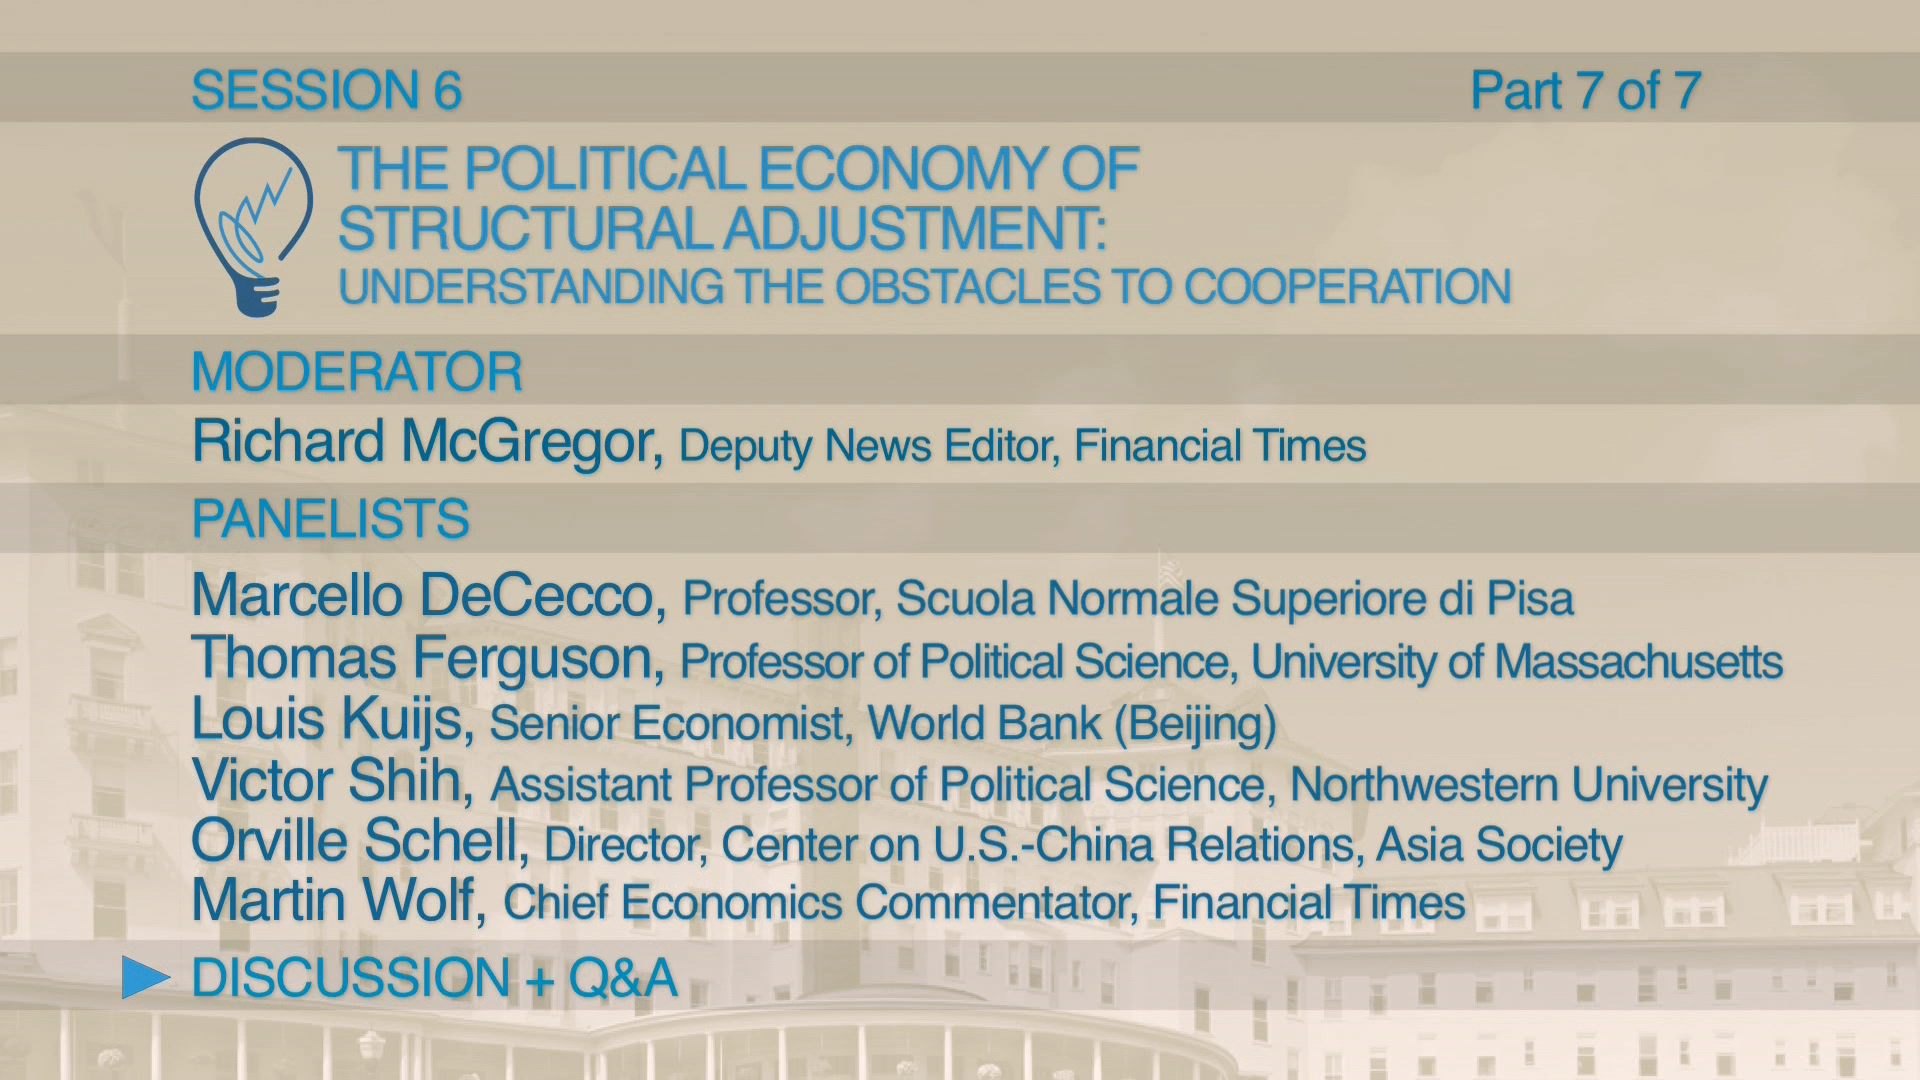 SESSION 6
Part 7 of 7
THE POLITICAL ECONOMY OF
STRUCTURAL ADJUSTMENT:
UNDERSTANDING THE OBSTACLES TO COOPERATION
MODERATOR
Richard McGregor, Deputy News Editor, Financial Times
PANELISTS
Marcello DeCecco, Professor, Scuola Normale Superiore di Pisa
Thomas Ferguson, Professor of Political Science, University of Massachusetts
Louis Kuijs, Senior Economist, World Bank (Beijing)
Victor Shih, Assistant Professor of Political Science, Northwestern University
Orville Schell, Director, Center on U.S.-China Relations, Asia Society
Martin Wolf, Chief Economics Commentator, Financial Times
DISCUSSION + Q&A